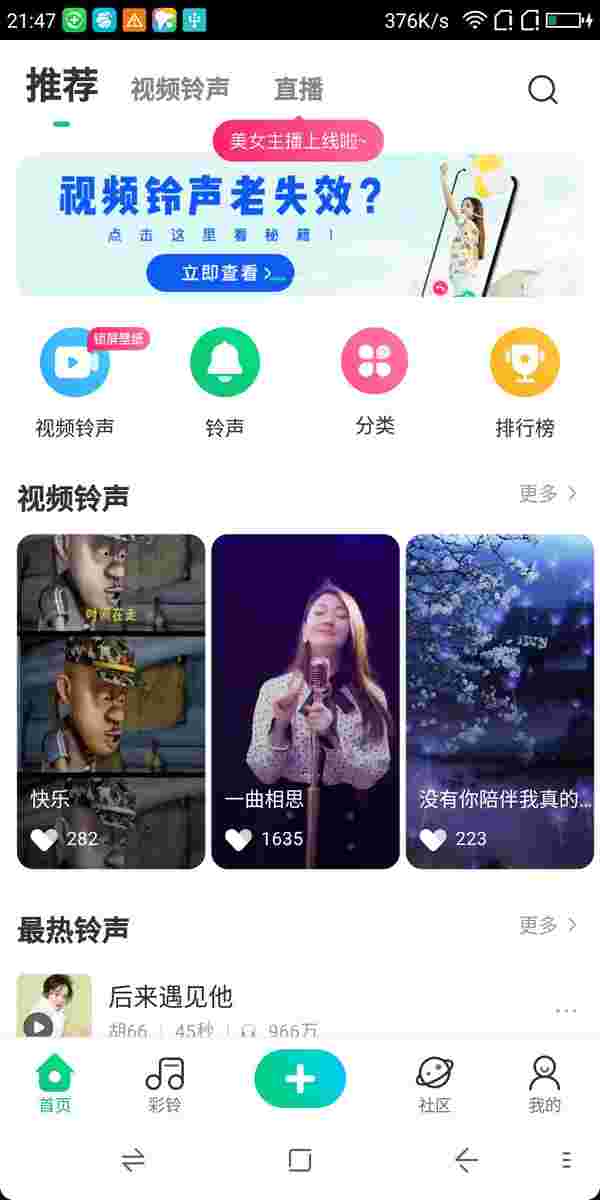 21:47
376K/s
推荐
视频铃声
直播
美女主播上线啦~
视频铃声老失效？
点击这里看秘籍！
立即查看
锁屏壁纸
视频铃声
铃声
分类
排行榜
视频铃声
更多
时间在走
快乐
282
一曲相思
1635
没有你陪伴我真的...
223
最热铃声
更多
后来遇见他
胡66
45秒
966万
首页
彩铃
社区
我的